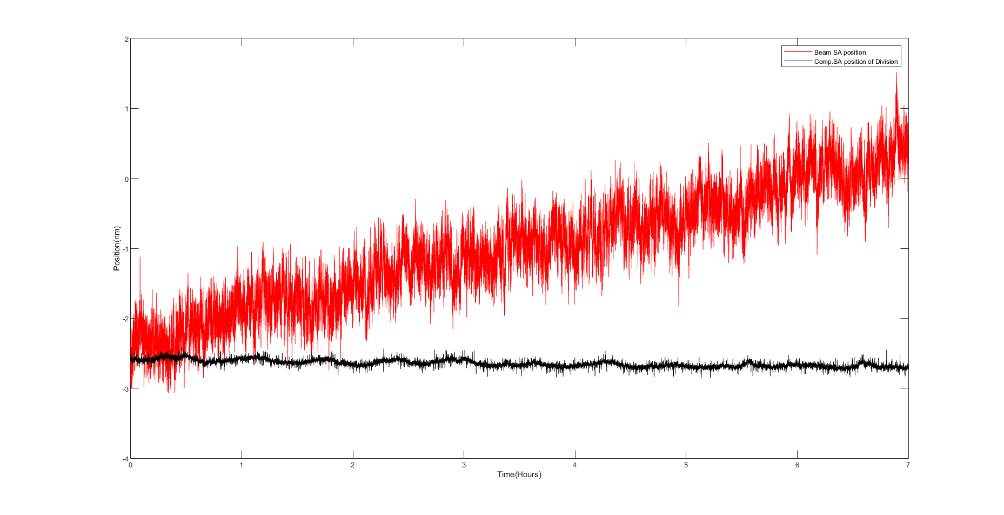 2
Beam SA position
Comp.SA position of Division
1
0
-1
-2
-3
-4
Position(nm)
0 1 2 3 4 5 6 7
Time(Hours)